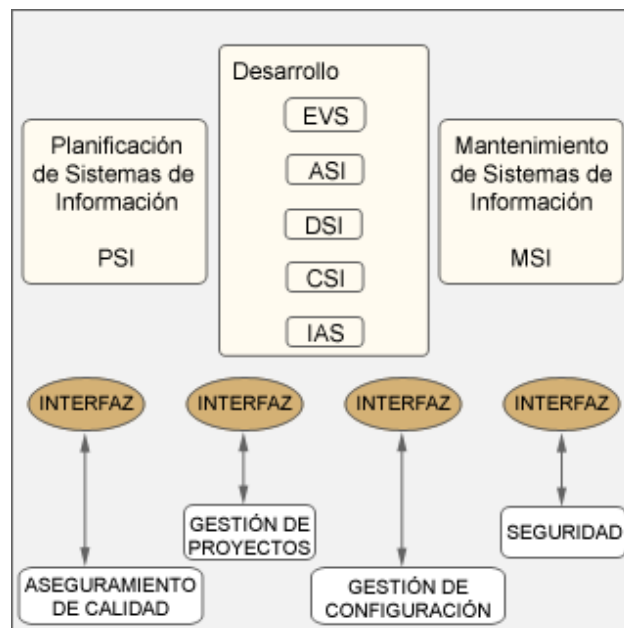 Desarrollo
EVS
ASI
DSI
CSI
IAS
Planificación
de Sistemas de
Información
PSI
Mantenimiento
de Sistemas de
Información
MSI
INTERFAZ
INTERFAZ
INTERFAZ
INTERFAZ
GESTIÓN DE
PROYECTOS
SEGURIDAD
ASEGURAMIENTO
DE CALIDAD
GESTIÓN DE
CONFIGURACIÓN